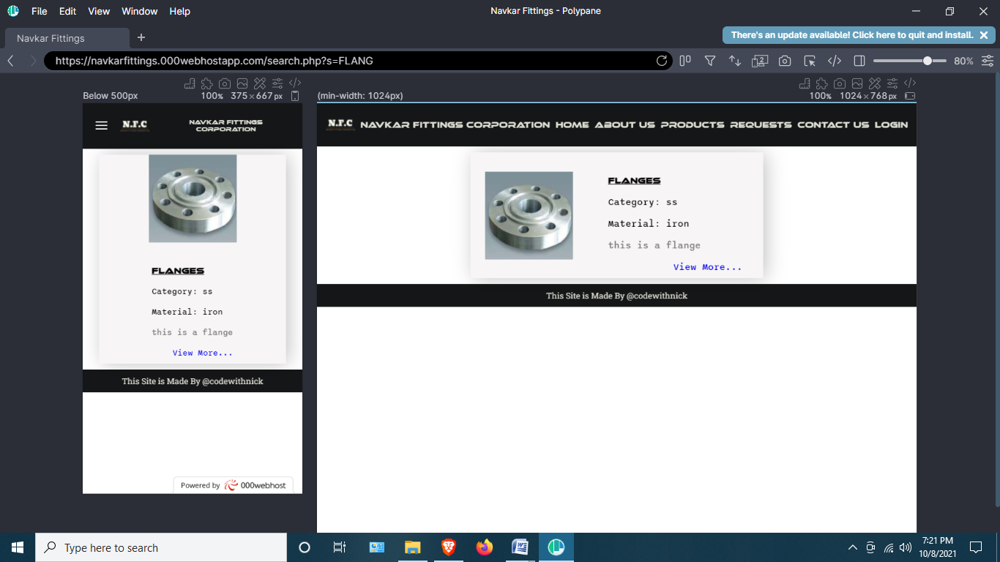 File Edit View Window Help
Navkar Fittings - Polypane
Navkar Fittings
There's an update available! Click here to quit and install.
https://navkarfittings.000webhostapp.com/search.php?s=FLANG
2
80%
Below 500px
100% 375×667 px
N.F.C
NAVKAR FITTINGS
CORPORATION
FLANGES
Category: ss
Material: iron
this is a flange
View More...
This Site is Made By @codewithnick
Powered by 000webhost
(min-width: 1024px)
100% 1024×768 px
N.F.C NAVKAR FITTINGS CORPORATION HOME ABOUT US PRODUCTS REQUESTS CONTACT US LOGIN
FLANGES
Category: ss
Material: iron
this is a flange
View More...
This Site is Made By @codewithnick
Type here to search
7:21 PM
10/8/2021